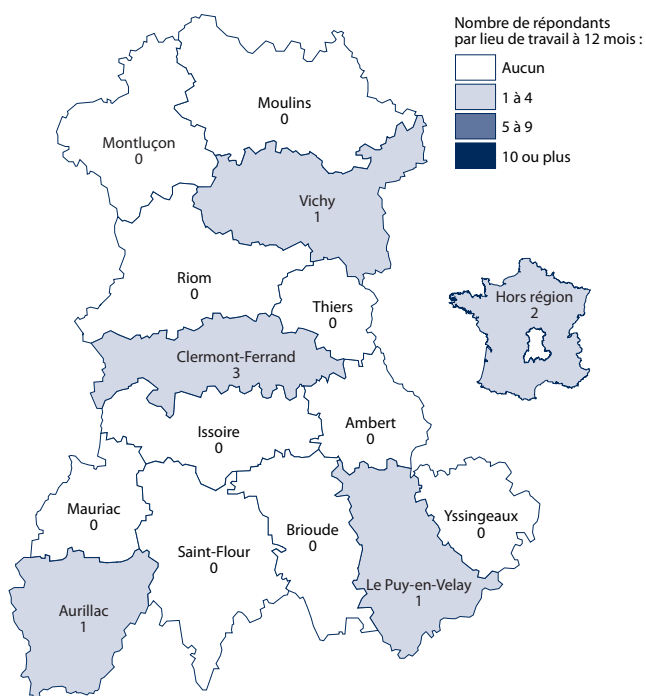 Nombre de répondants
par lieu de travail à 12 mois :
Aucun
1 à 4
5 à 9
10 ou plus
Moulins
0
Montluçon
0
Vichy
1
Riom
0
Thiers
0
Hors région
2
Clermont-Ferrand
3
Ambert
0
Issoire
0
Mauriac
0
Saint-Flour
0
Brioude
0
Yssingeaux
0
Le Puy-en-Velay
1
Aurillac
1